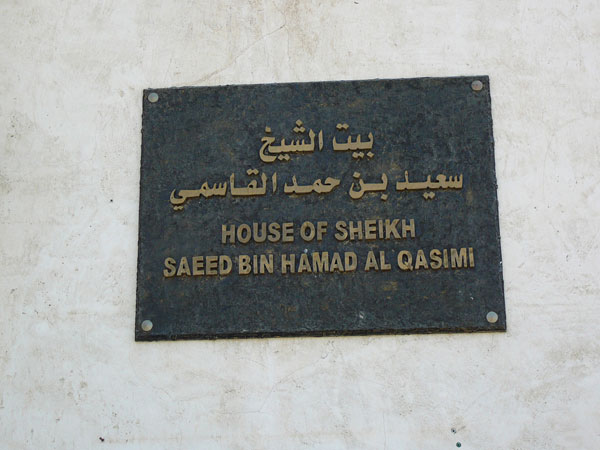 بيت الشيخ
سعيد بن حمد القاسمي
HOUSE OF SHEIKH
SAEED BIN HAMAD AL QASIMI